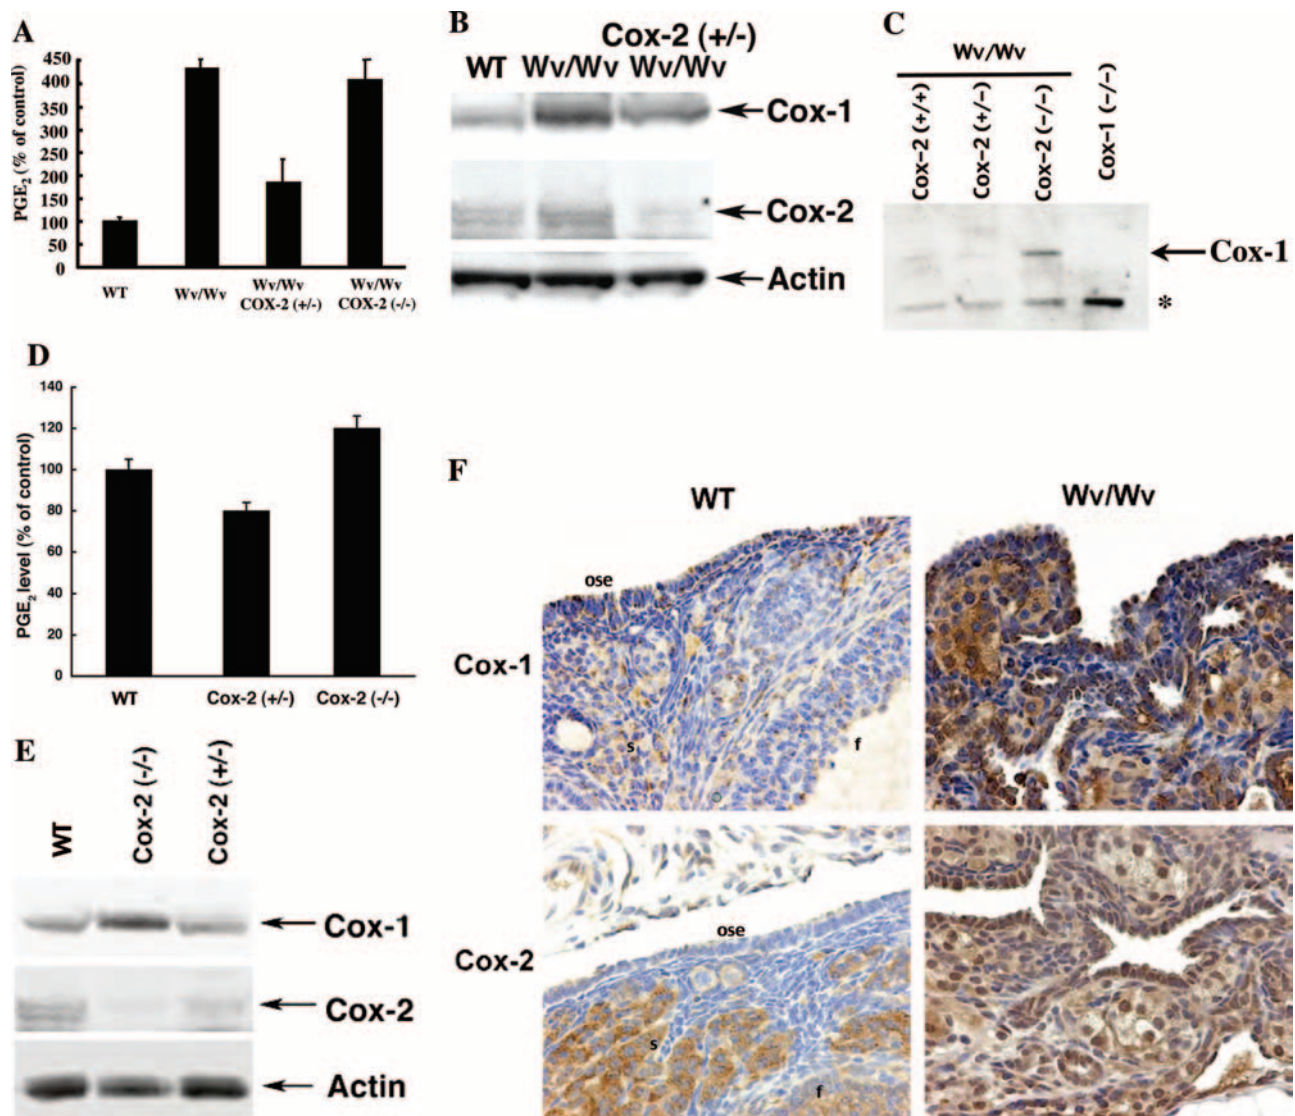 A
PGE2 (% of control)
450
400
350
300
250
200
150
100
50
0
WT
Wv/Wv
Wv/Wv
COX-2 (+/-)
Wv/Wv
COX-2 (-/-)
B
Cox-2 (+/-)
WT Wv/Wv Wv/Wv
Cox-1
Cox-2
Actin
C
Wv/Wv
Cox-2 (+/+)
Cox-2 (+/-)
Cox-2 (-/-)
Cox-1 (-/-)
Cox-1
*
D
PGE2 level (% of control)
140
120
100
80
60
40
20
0
WT
Cox-2 (+/-)
Cox-2 (-/-)
E
WT
Cox-2 (-/-)
Cox-2 (+/-)
Cox-1
Cox-2
Actin
F
WT
Wv/Wv
Cox-1
ose
s
f
Cox-2
ose
s
f